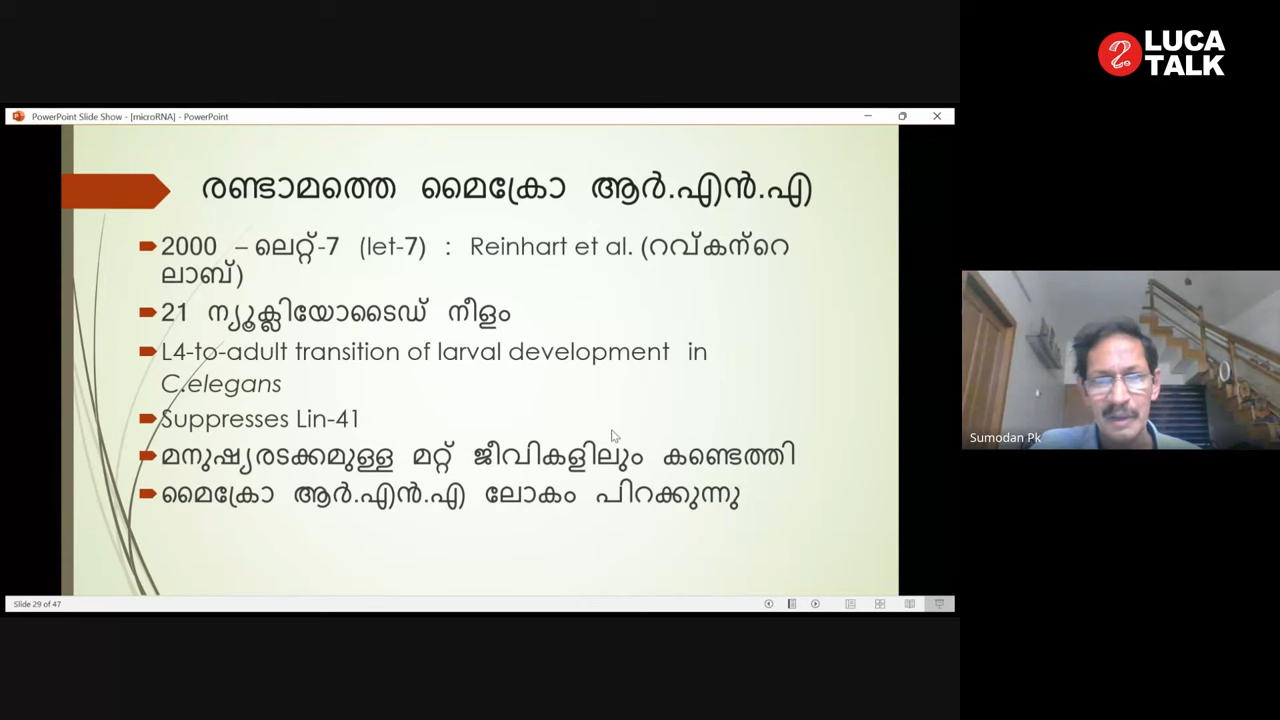 LUCA
TALK
PowerPoint Slide Show - [microRNA] - PowerPoint
രണ്ടാമത്തെ മൈക്രോ ആർ.എൻ.എ
2000 – ലെറ്റ്-7 (let-7) : Reinhart et al. (റവ്കന്റെ
ലാബ്)
21 ന്യൂക്ലിയോടൈഡ് നീളം
L4-to-adult transition of larval development in
C.elegans
Suppresses Lin-41
മനുഷ്യരടക്കമുള്ള മറ്റ് ജീവികളിലും കണ്ടെത്തി
മൈക്രോ ആർ.എൻ.എ ലോകം പിറക്കുന്നു
Sumodan Pk
Slide 29 of 47